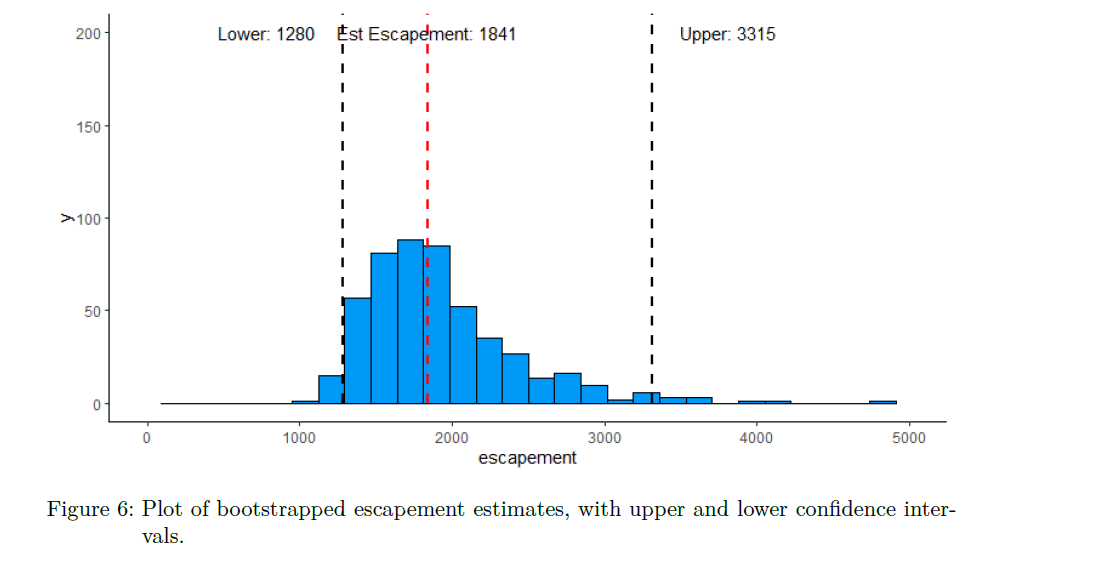 200
Lower: 1280
Est Escapement: 1841
Upper: 3315
150
y
100
50
0
0
1000
2000
3000
4000
5000
escapement
Figure 6: Plot of bootstrapped escapement estimates, with upper and lower confidence inter-
vals.